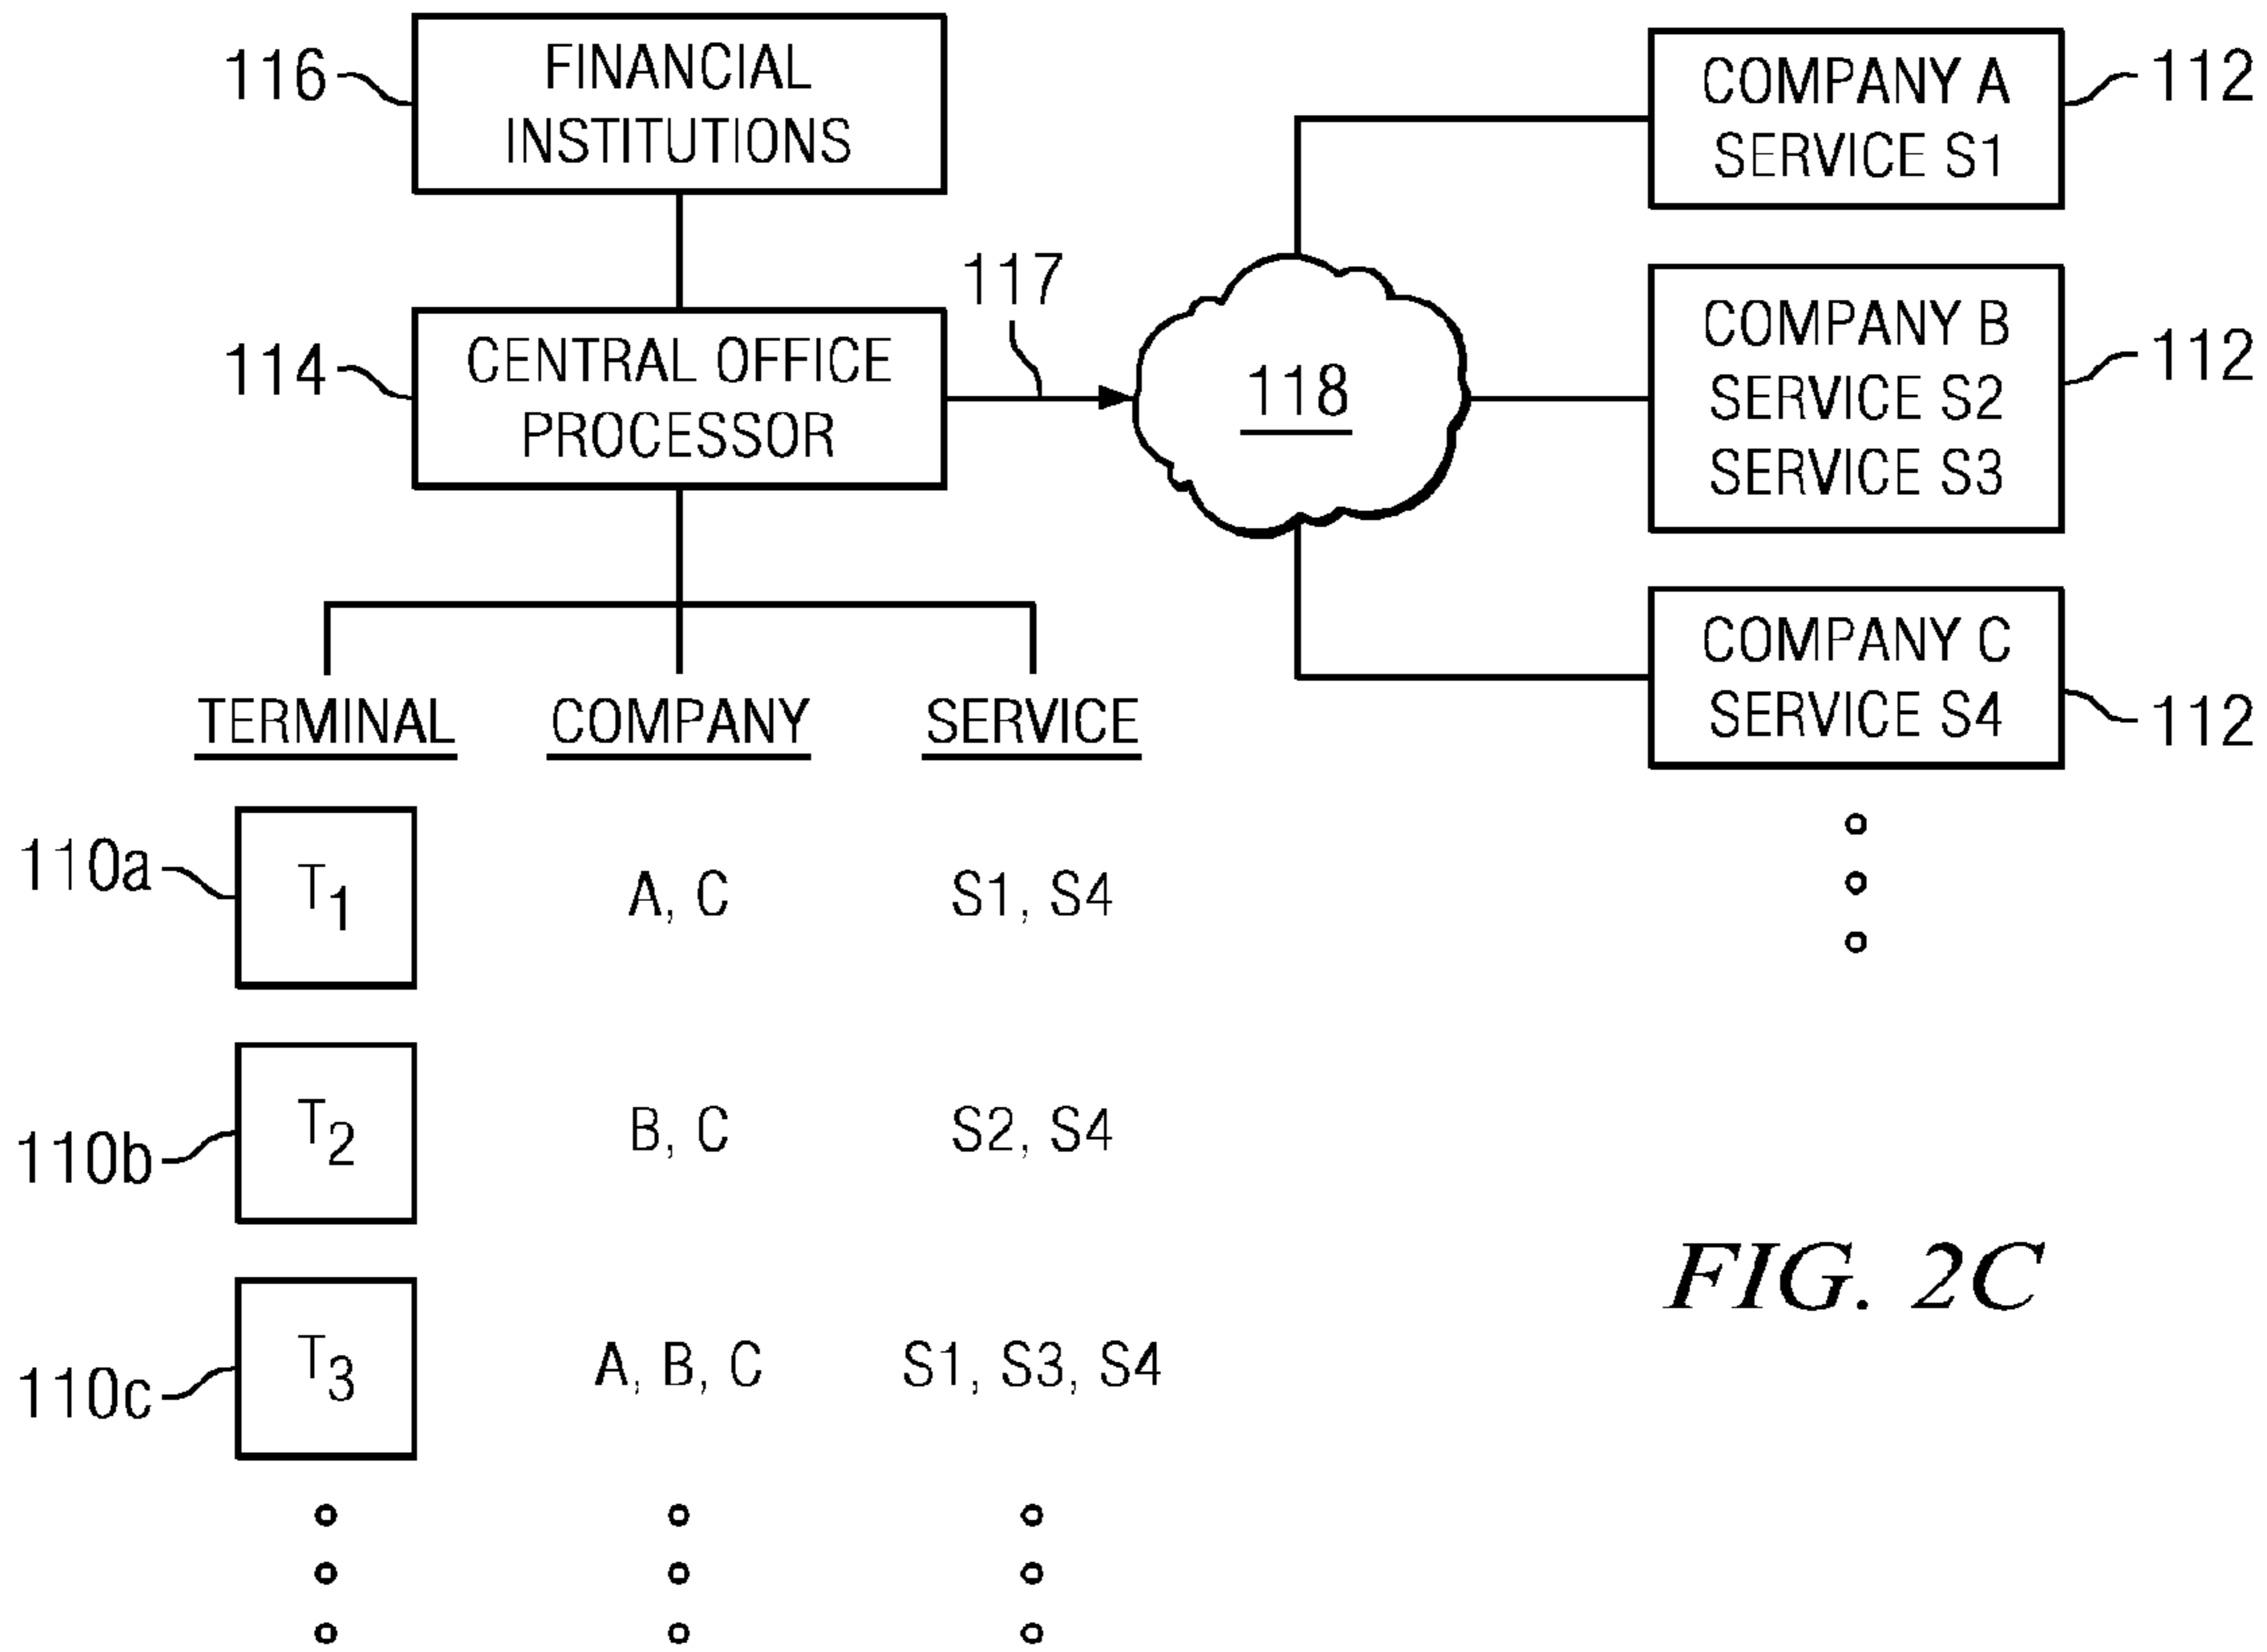 116
FINANCIAL
INSTITUTIONS
COMPANY A
SERVICE S1
112
117
114
CENTRAL OFFICE
PROCESSOR
118
COMPANY B
SERVICE S2
SERVICE S3
112
COMPANY C
SERVICE S4
112
TERMINAL COMPANY SERVICE
110a T1 A, C S1, S4
110b T2 B, C S2, S4
110c T3 A, B, C S1, S3, S4
FIG. 2C